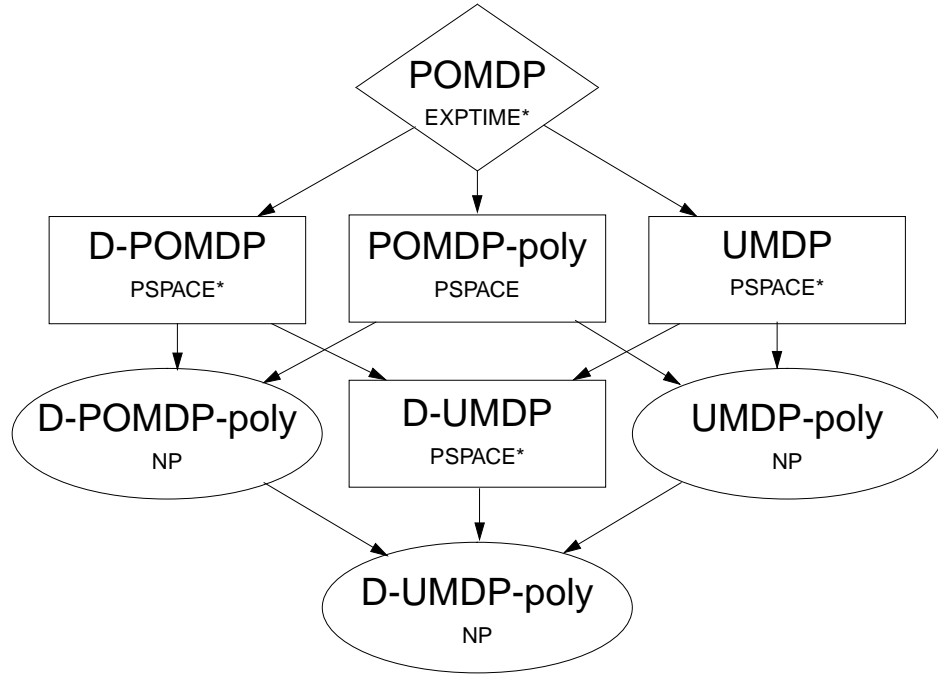 POMDP
EXPTIME*
D-POMDP
PSPACE*
POMDP-poly
PSPACE
UMDP
PSPACE*
D-POMDP-poly
NP
D-UMDP
PSPACE*
UMDP-poly
NP
D-UMDP-poly
NP